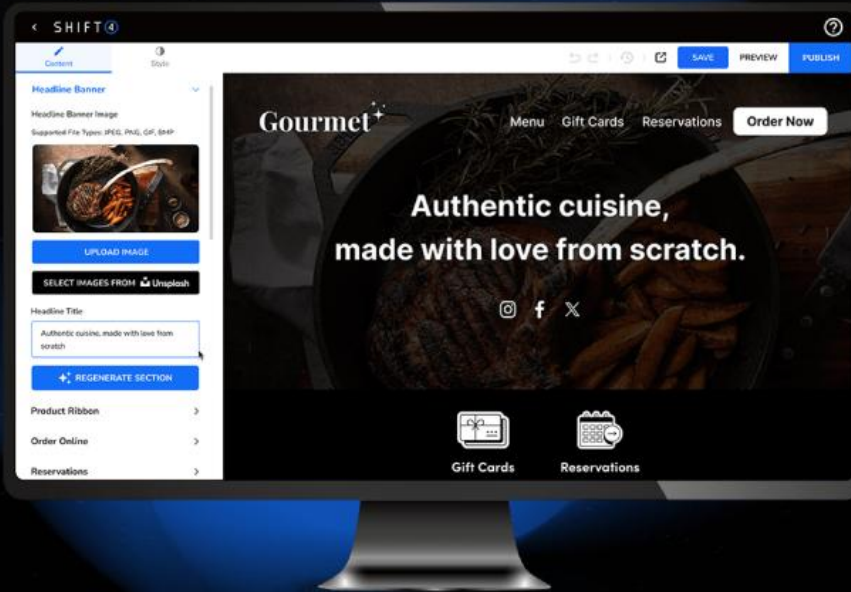 SHIFT4
Content
Style
SAVE
PREVIEW
PUBLISH
Headline Banner
Headline Banner Image
Supported File Types: JPEG, PNG, GIF, BMP
UPLOAD IMAGE
SELECT IMAGES FROM Unsplash
Headline Title
Authentic cuisine, made with love from
scratch
REGENERATE SECTION
Product Ribbon
Order Online
Reservations
Gourmet
Menu
Gift Cards
Reservations
Order Now
Authentic cuisine,
made with love from scratch.
Gift Cards
Reservations